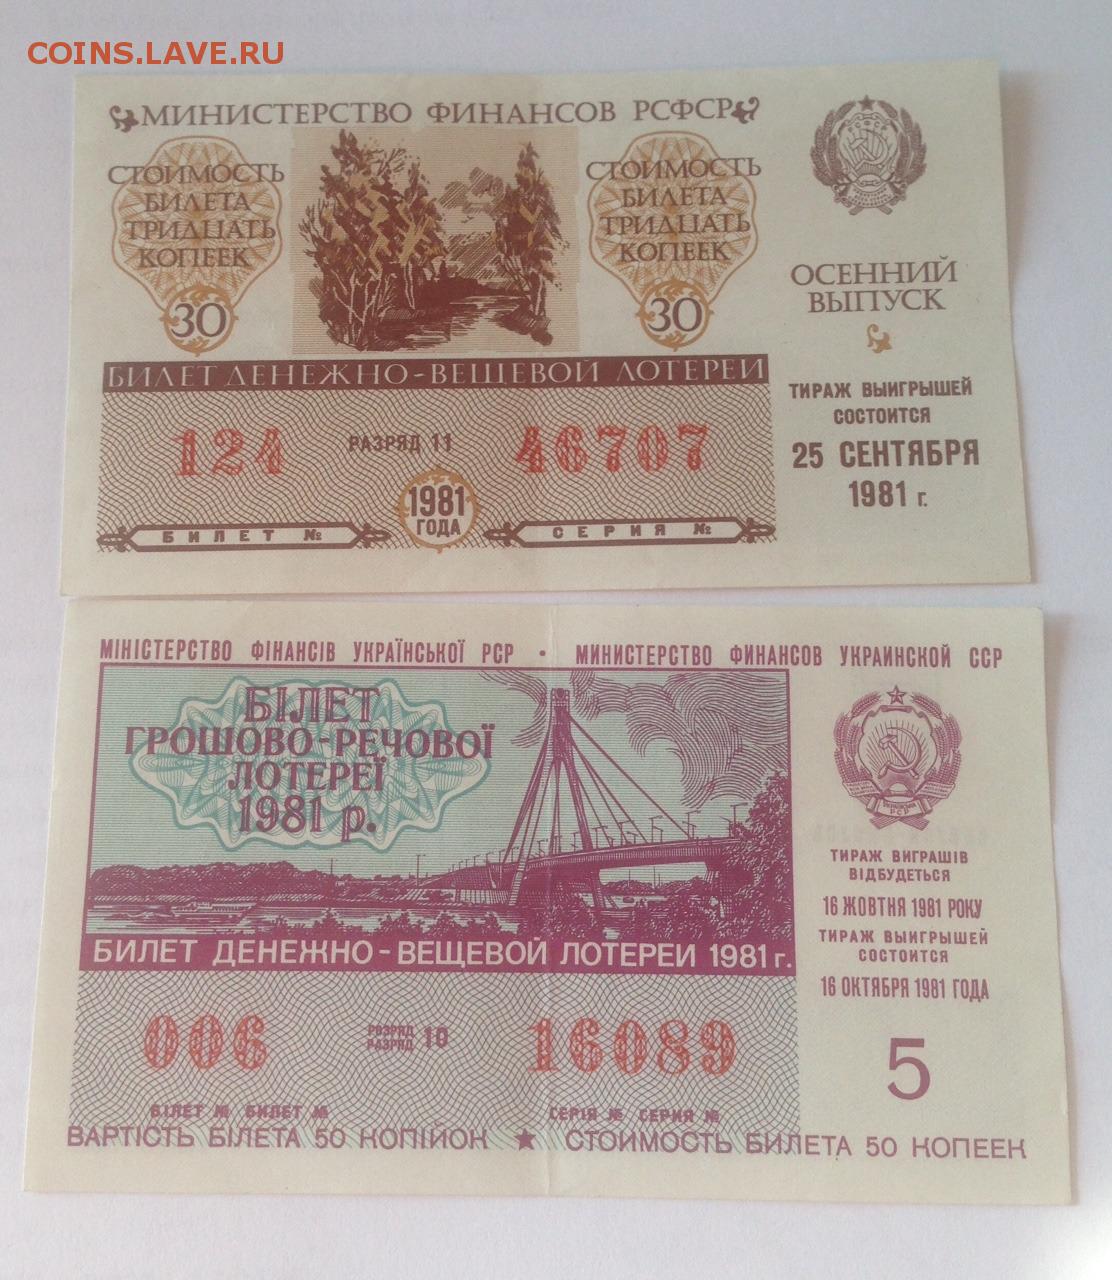 COINS.LAVE.RU
МИНИСТЕРСТВО ФИНАНСОВ РСФСР
СТОИМОСТЬ
БИЛЕТА
ТРИДЦАТЬ
КОПЕЕК
30
СТОИМОСТЬ
БИЛЕТА
ТРИДЦАТЬ
КОПЕЕК
30
РСФСР
ОСЕННИЙ
ВЫПУСК
БИЛЕТ ДЕНЕЖНО-ВЕЩЕВОЙ ЛОТЕРЕИ
124 РАЗРЯД 11 46707
1981
ГОДА
БИЛЕТ № СЕРИЯ №
ТИРАЖ ВЫИГРЫШЕЙ
СОСТОИТСЯ
25 СЕНТЯБРЯ
1981 г.
МІНІСТЕРСТВО ФІНАНСІВ УКРАЇНСЬКОЇ РСР • МИНИСТЕРСТВО ФИНАНСОВ УКРАИНСКОЙ ССР
БІЛЕТ
ГРОШОВО-РЕЧОВОЇ
ЛОТЕРЕЇ
1981 р.
БИЛЕТ ДЕНЕЖНО-ВЕЩЕВОЙ ЛОТЕРЕИ 1981 г.
УКРАЇНСЬКА
РСР
ТИРАЖ ВИГРАШІВ
ВІДБУДЕТЬСЯ
16 ЖОВТНЯ 1981 РОКУ
ТИРАЖ ВЫИГРЫШЕЙ
СОСТОИТСЯ
16 ОКТЯБРЯ 1981 ГОДА
5
006 РОЗРЯД
РАЗРЯД 10 16089
БІЛЕТ № БИЛЕТ № СЕРІЯ № СЕРИЯ №
ВАРТІСТЬ БІЛЕТА 50 КОПІЙОК ★ СТОИМОСТЬ БИЛЕТА 50 КОПЕЕК